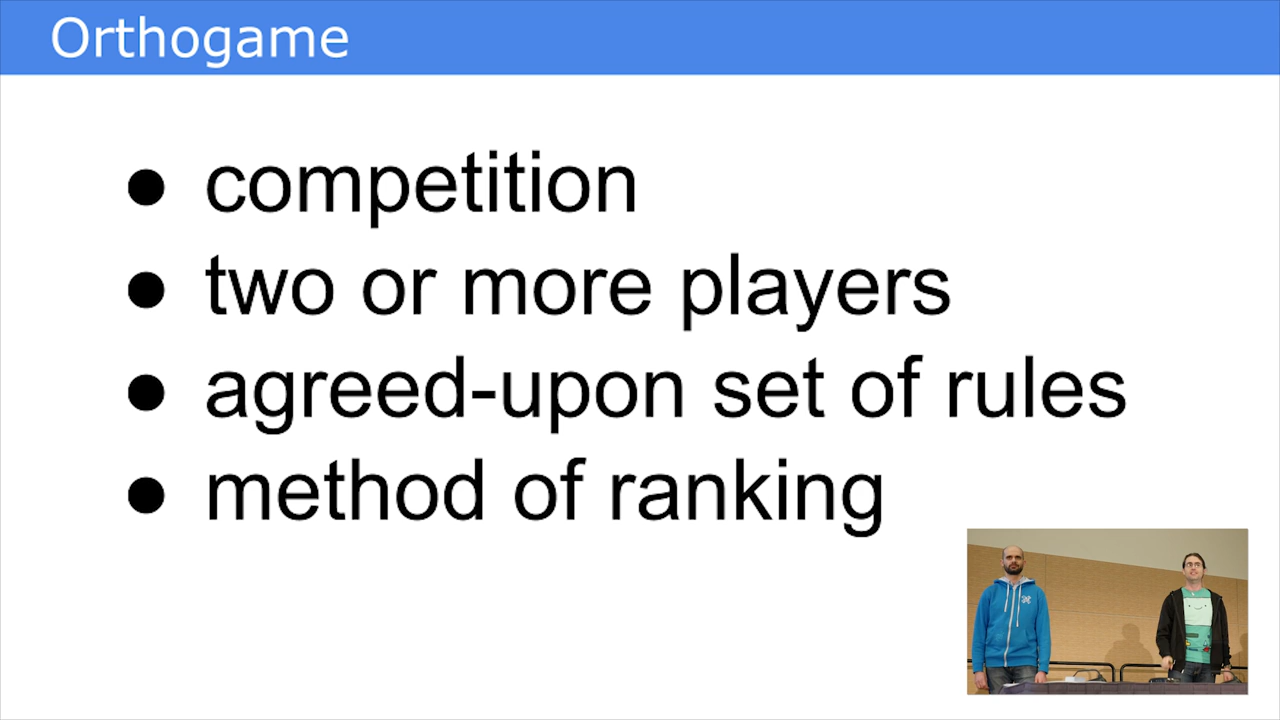 Orthogame
● competition
● two or more players
● agreed-upon set of rules
● method of ranking